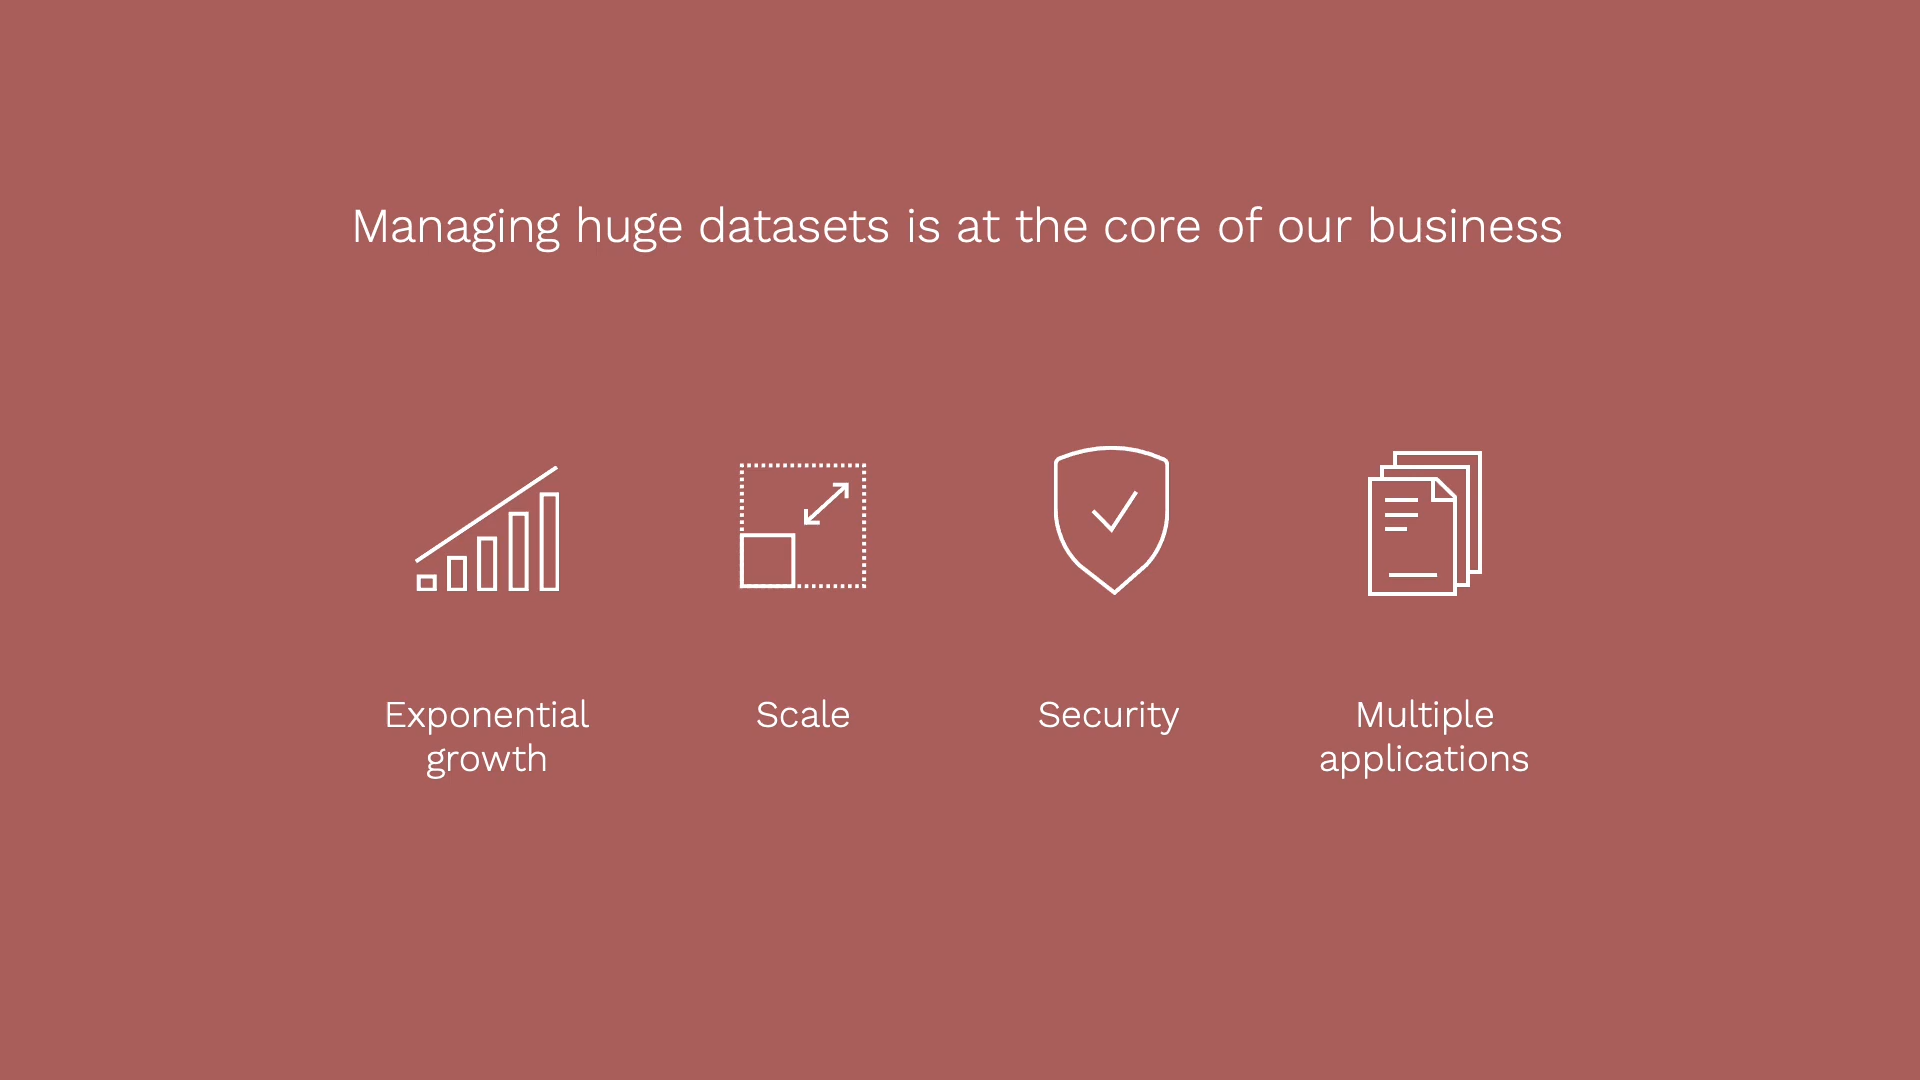 Managing huge datasets is at the core of our business
Exponential
growth
Scale
Security
Multiple
applications